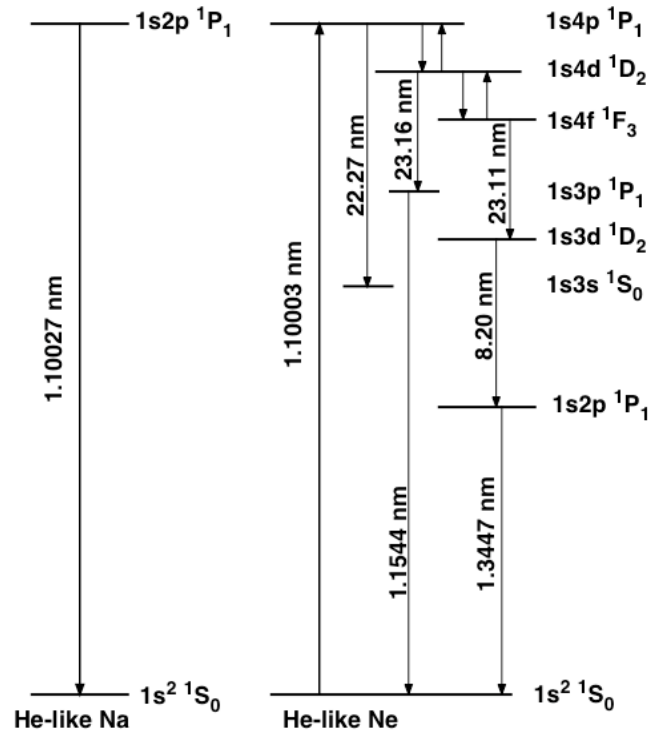 1s2p ¹P₁
1s4p ¹P₁
1s4d ¹D₂
1s4f ¹F₃
1s3p ¹P₁
1s3d ¹D₂
1s3s ¹S₀
1s2p ¹P₁
1.10027 nm
1.10003 nm
22.27 nm
23.16 nm
23.11 nm
8.20 nm
1.1544 nm
1.3447 nm
1s² ¹S₀
1s² ¹S₀
He-like Na
He-like Ne